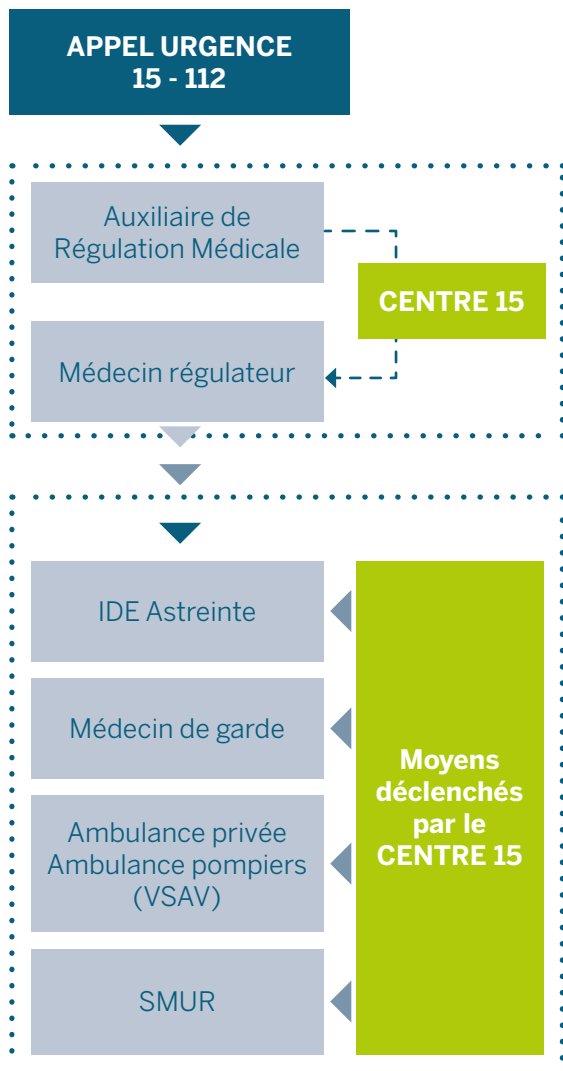 APPEL URGENCE
15 - 112
Auxiliaire de
Régulation Médicale
CENTRE 15
Médecin régulateur
IDE Astreinte
Médecin de garde
Ambulance privée
Ambulance pompiers
(VSAV)
SMUR
Moyens
déclenchés
par le
CENTRE 15